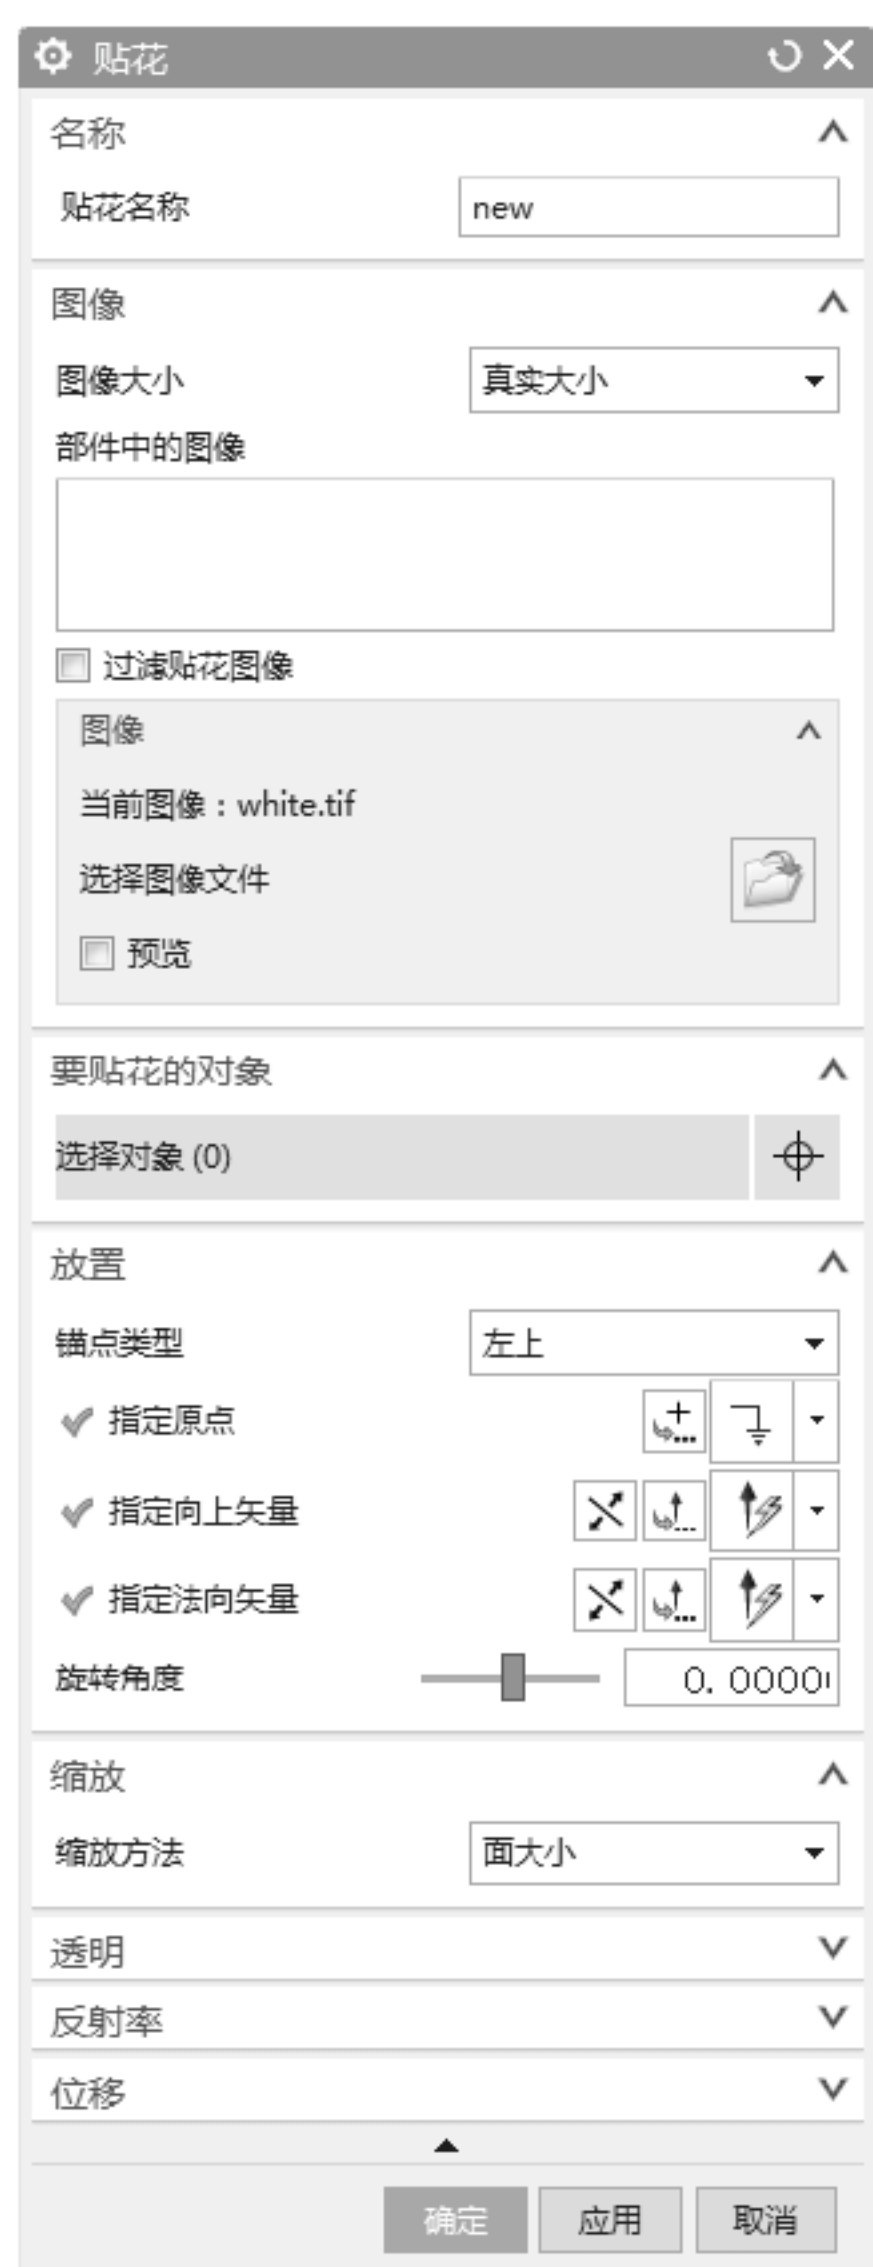 贴花
名称
贴花名称 new
图像
图像大小 真实大小
部件中的图像
过滤贴花图像
图像
当前图像：white.tif
选择图像文件
预览
要贴花的对象
选择对象 (0)
放置
锚点类型 左上
指定原点
指定向上矢量
指定法向矢量
旋转角度 0.0000
缩放
缩放方法 面大小
透明
反射率
位移
确定 应用 取消